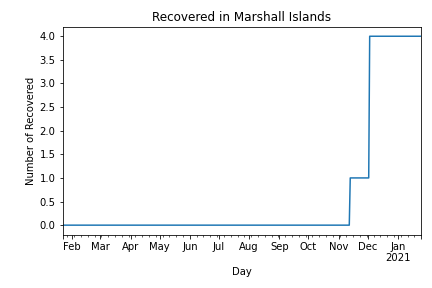 Recovered in Marshall Islands
4.0
3.5
3.0
2.5
2.0
1.5
1.0
0.5
0.0
Number of Recovered
Feb Mar Apr May Jun Jul Aug Sep Oct Nov Dec Jan
2021
Day